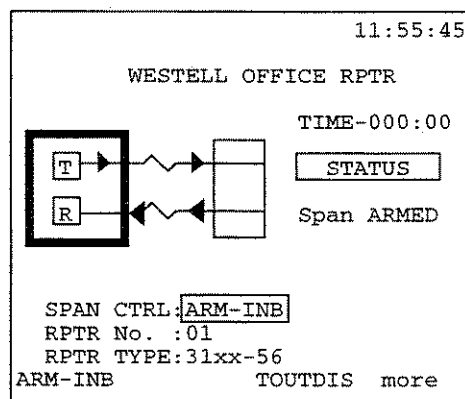 11:55:45
WESTELL OFFICE RPTR
TIME-000:00
T
STATUS
R
Span ARMED
SPAN CTRL:ARM-INB
RPTR No. :01
RPTR TYPE:31xx-56
ARM-INB TOUTDIS more